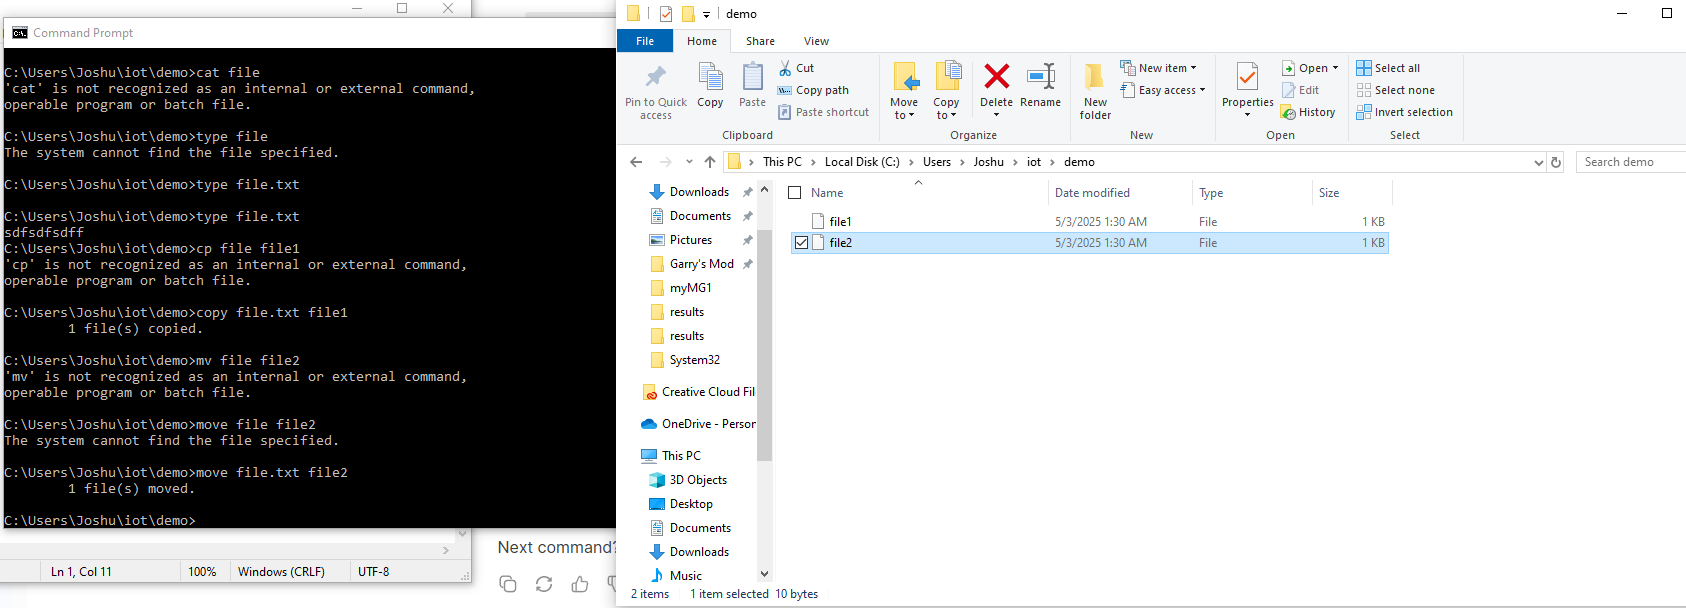 Command Prompt
C:\Users\Joshu\iot\demo>cat file
'cat' is not recognized as an internal or external command,
operable program or batch file.
C:\Users\Joshu\iot\demo>type file
The system cannot find the file specified.
C:\Users\Joshu\iot\demo>type file.txt
C:\Users\Joshu\iot\demo>type file.txt
sdfsdfsdff
C:\Users\Joshu\iot\demo>cp file file1
'cp' is not recognized as an internal or external command,
operable program or batch file.
C:\Users\Joshu\iot\demo>copy file.txt file1
1 file(s) copied.
C:\Users\Joshu\iot\demo>mv file file2
'mv' is not recognized as an internal or external command,
operable program or batch file.
C:\Users\Joshu\iot\demo>move file file2
The system cannot find the file specified.
C:\Users\Joshu\iot\demo>move file.txt file2
1 file(s) moved.
C:\Users\Joshu\iot\demo>
Ln 1, Col 11 100% Windows (CRLF) UTF-8
Next command?
demo
File Home Share View
Pin to Quick access
Copy
Paste
Cut
Copy path
Paste shortcut
Clipboard
Move to
Copy to
Delete
Rename
Organize
New folder
New item
Easy access
New
Properties
Open
Edit
History
Open
Select all
Select none
Invert selection
Select
This PC > Local Disk (C:) > Users > Joshu > iot > demo
Search demo
Downloads
Documents
Pictures
Garry's Mod
myMG1
results
results
System32
Creative Cloud Fil
OneDrive - Person
This PC
3D Objects
Desktop
Documents
Downloads
Music
Name Date modified Type Size
file1 5/3/2025 1:30 AM File 1 KB
file2 5/3/2025 1:30 AM File 1 KB
2 items 1 item selected 10 bytes